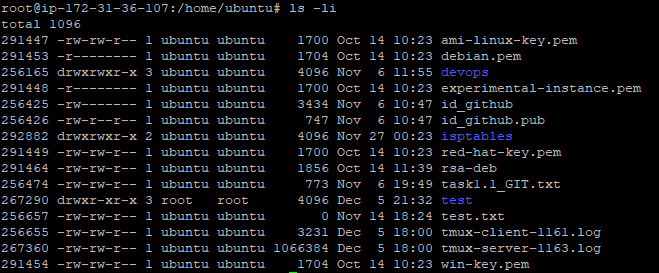 root@ip-172-31-36-107:/home/ubuntu# ls -li
total 1096
291447 -rw-rw-r-- 1 ubuntu ubuntu    1700 Oct 14 10:23 ami-linux-key.pem
291453 -r-------- 1 ubuntu ubuntu    1704 Oct 14 10:23 debian.pem
256165 drwxrwxr-x 3 ubuntu ubuntu    4096 Nov  6 11:55 devops
291448 -r-------- 1 ubuntu ubuntu    1700 Oct 14 10:23 experimental-instance.pem
256425 -rw------- 1 ubuntu ubuntu    3434 Nov  6 10:47 id_github
256426 -rw-r--r-- 1 ubuntu ubuntu     747 Nov  6 10:47 id_github.pub
292882 drwxrwxr-x 2 ubuntu ubuntu    4096 Nov 27 00:23 isptables
291449 -rw-rw-r-- 1 ubuntu ubuntu    1700 Oct 14 10:23 red-hat-key.pem
291464 -rw-rw-r-- 1 ubuntu ubuntu    1856 Oct 14 11:39 rsa-deb
256474 -rw-rw-r-- 1 ubuntu ubuntu     773 Nov  6 19:49 task1.1_GIT.txt
267290 drwxr-xr-x 3 root   root      4096 Dec  5 21:32 test
256657 -rw-rw-r-- 1 ubuntu ubuntu       0 Nov 14 18:24 test.txt
256655 -rw-rw-r-- 1 ubuntu ubuntu    3231 Dec  5 18:00 tmux-client-1161.log
267360 -rw-rw-r-- 1 ubuntu ubuntu 1066384 Dec  5 18:00 tmux-server-1163.log
291454 -rw-rw-r-- 1 ubuntu ubuntu    1704 Oct 14 10:23 win-key.pem